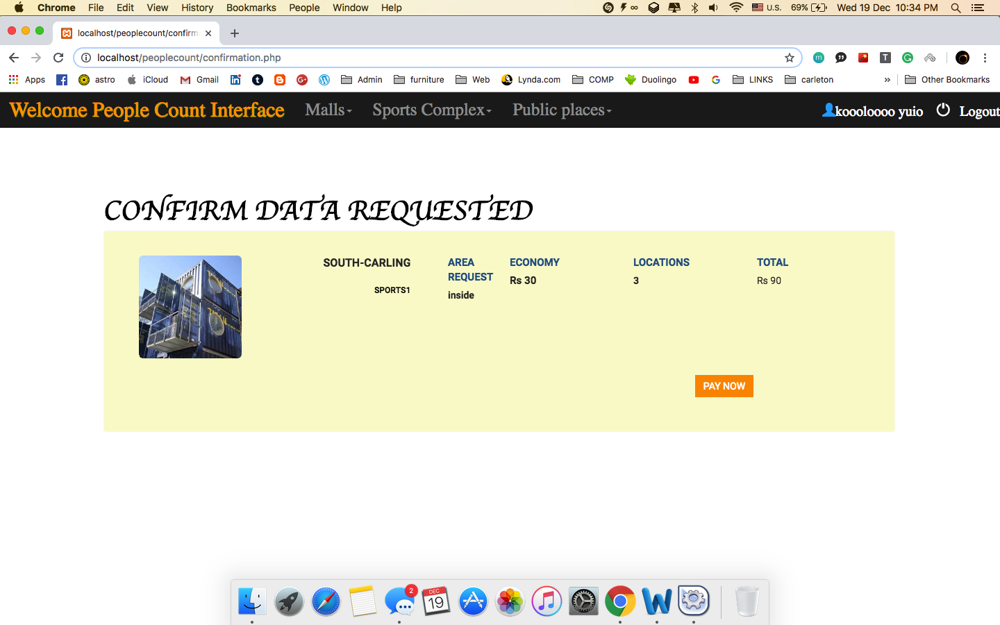 Chrome File Edit View History Bookmarks People Window Help U.S. 69% Wed 19 Dec 10:34 PM
localhost/peoplecount/confirm
localhost/peoplecount/confirmation.php
Apps astro iCloud Gmail Admin furniture Web Lynda.com COMP Duolingo LINKS carleton » Other Bookmarks
Welcome People Count Interface Malls Sports Complex Public places koooloooo yuio Logout
CONFIRM DATA REQUESTED
SOUTH-CARLING
SPORTS1
AREA
REQUEST
inside
ECONOMY
Rs 30
LOCATIONS
3
TOTAL
Rs 90
PAY NOW
2
DEC
19